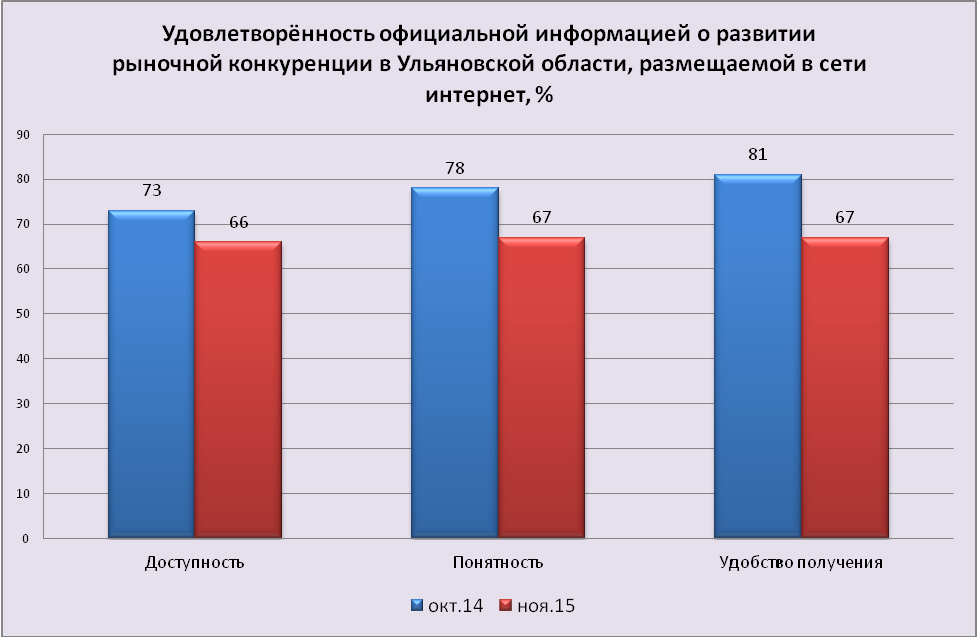 Удовлетворённость официальной информацией о развитии
рыночной конкуренции в Ульяновской области, размещаемой в сети
интернет, %
90
80
70
60
50
40
30
20
10
0
73
66
78
67
81
67
Доступность
Понятность
Удобство получения
окт.14
ноя.15